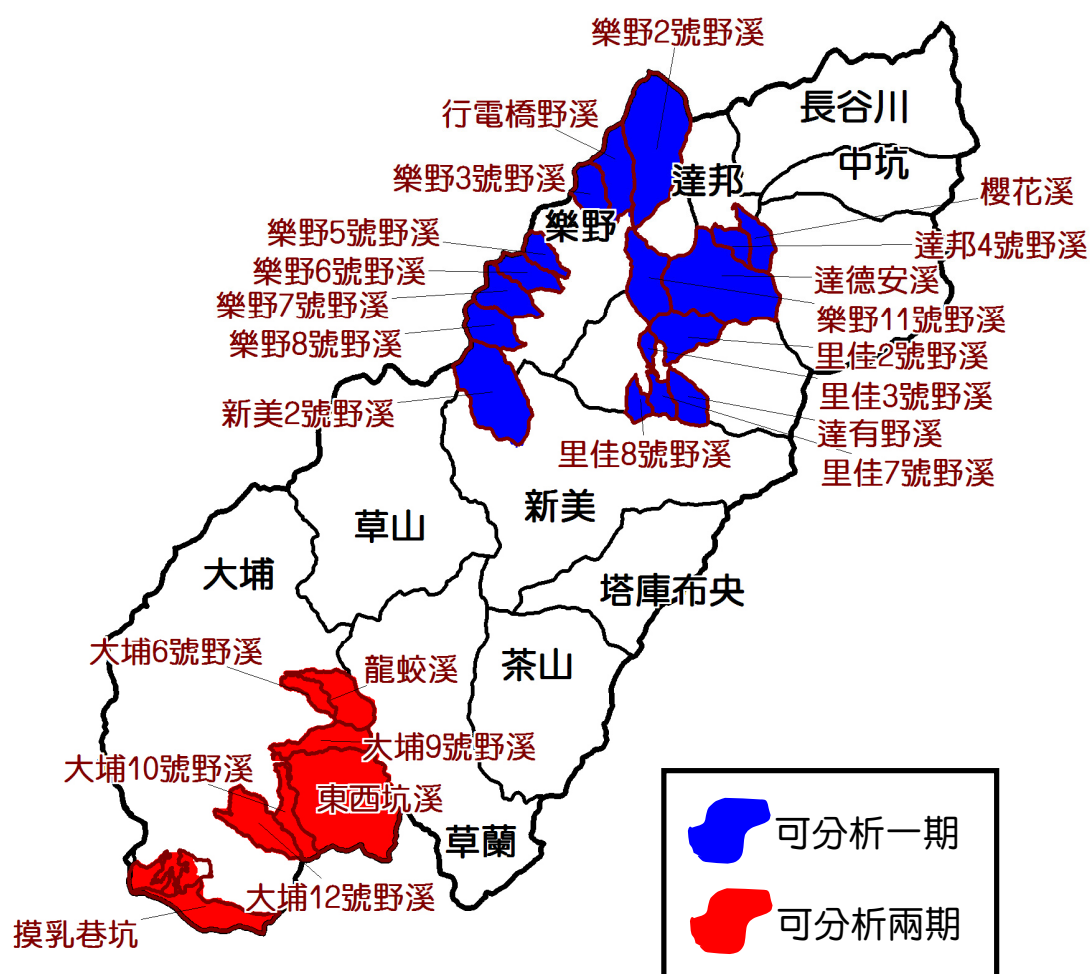 樂野2號野溪
長谷川
行電橋野溪
中坑
樂野3號野溪
達邦
櫻花溪
樂野
樂野5號野溪
達邦4號野溪
樂野6號野溪
達德安溪
樂野7號野溪
樂野11號野溪
樂野8號野溪
里佳2號野溪
里佳3號野溪
新美2號野溪
達有野溪
里佳8號野溪
里佳7號野溪
新美
草山
大埔
塔庫布央
大埔6號野溪
龍蛟溪
茶山
大埔9號野溪
大埔10號野溪
東西坑溪
可分析一期
草蘭
大埔12號野溪
摸乳巷坑
可分析兩期